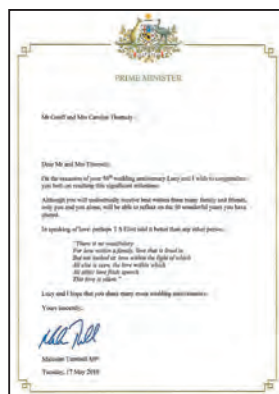 PRIME MINISTER
Mr Geoff and Mrs Carolyn
Dear Mr and Mrs
On the occasion of your 50th wedding anniversary Lucy and I wish to congratulate
you both on reaching this significant milestone.
Although you will undoubtedly receive best wishes from many family and friends,
only you and you alone, will be able to reflect on the 50 wonderful years you have
shared.
In speaking of love perhaps T S Eliot said it better than any other person.
"There is no vocabulary
For love within a family, love that is lived in
But not looked at, love within the light of which
All else is seen, the love within which
All other love finds speech
This love is silent."
Lucy and I hope that you share many more wedding anniversaries.
Yours sincerely,
Malcolm Turnbull MP
Tuesday, 17 May